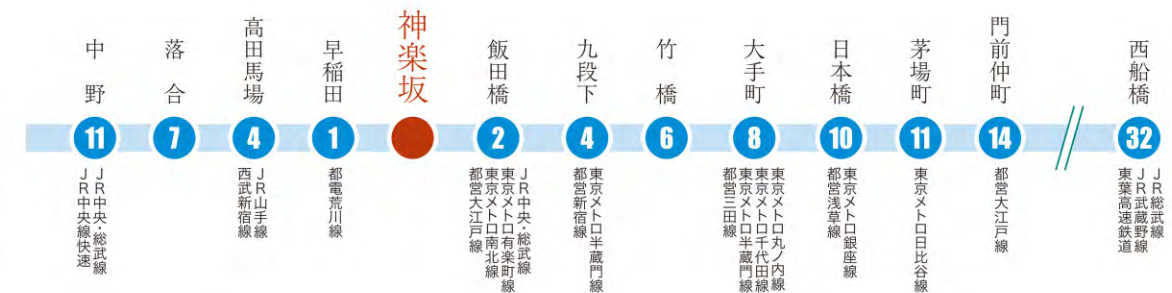 中野
落合
高田馬場
早稲田
神楽坂
飯田橋
九段下
竹橋
大手町
日本橋
茅場町
門前仲町
西船橋
11
7
4
1
2
4
6
8
10
11
14
32
JR中央・総武線
JR中央線快速
JR山手線
西武新宿線
都電荒川線
JR中央・総武線
東京メトロ有楽町線
東京メトロ南北線
都営大江戸線
東京メトロ半蔵門線
都営新宿線
東京メトロ丸ノ内線
東京メトロ千代田線
東京メトロ半蔵門線
都営三田線
東京メトロ銀座線
都営浅草線
東京メトロ日比谷線
都営大江戸線
JR総武線
JR武蔵野線
東葉高速鉄道